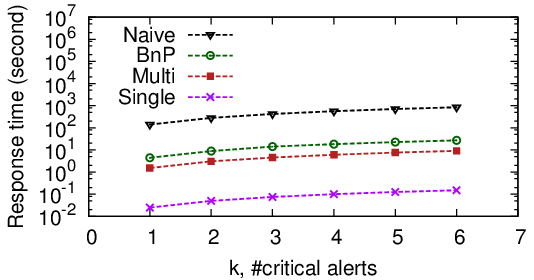 Response time (second)
10^7
10^6
10^5
10^4
10^3
10^2
10^1
10^0
10^-1
10^-2
Naive
BnP
Multi
Single
0 1 2 3 4 5 6 7
k, #critical alerts